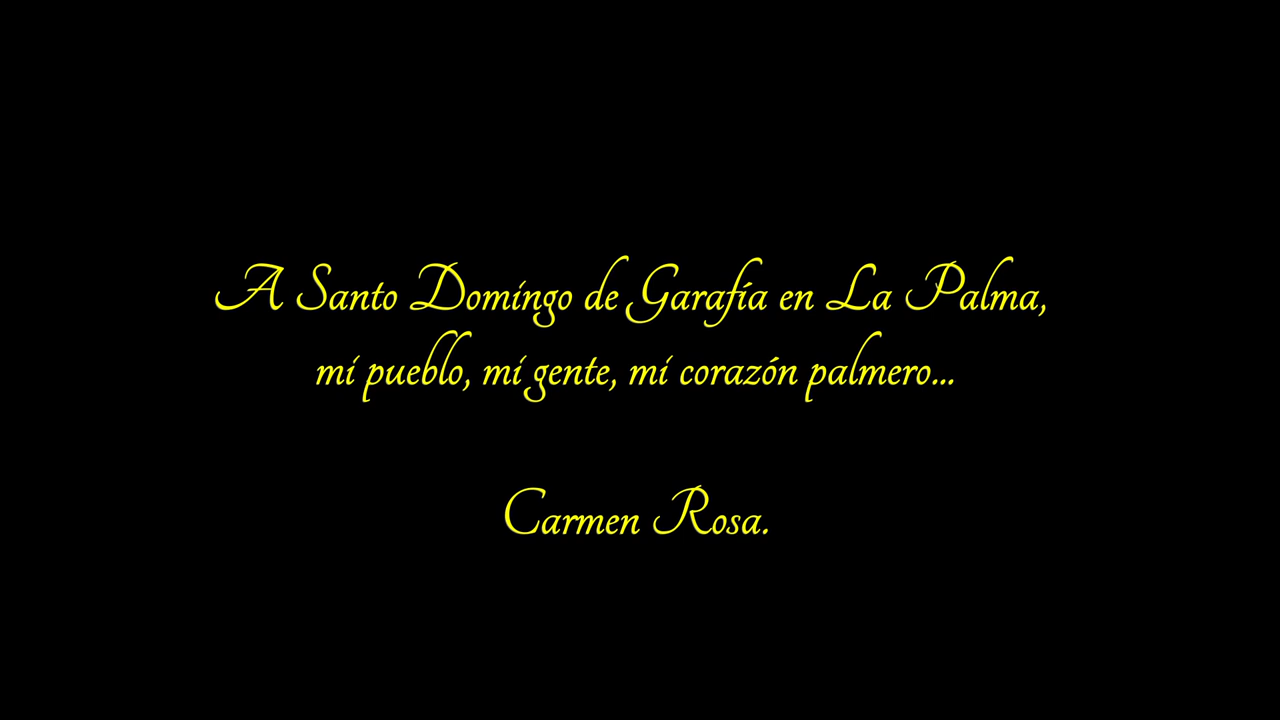 A Santo Domingo de Garafía en La Palma,
mi pueblo, mi gente, mi corazón palmero...
Carmen Rosa.